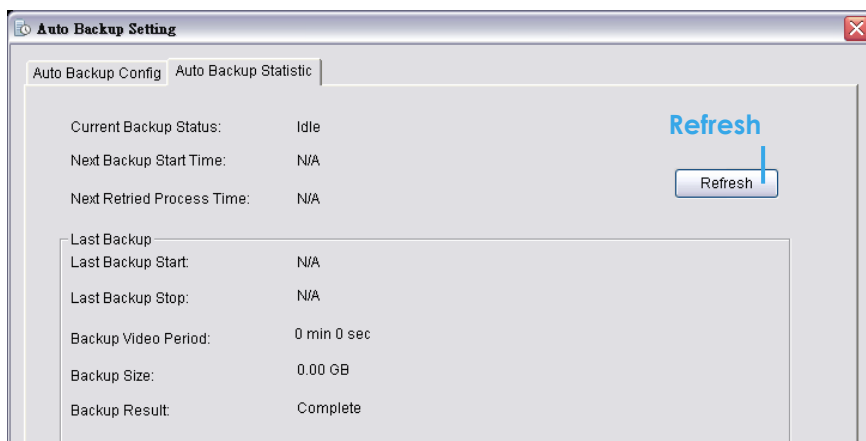 Auto Backup Setting
Auto Backup Config Auto Backup Statistic
Current Backup Status: Idle
Refresh
Next Backup Start Time: N/A
Refresh
Next Retried Process Time: N/A
Last Backup
Last Backup Start: N/A
Last Backup Stop: N/A
Backup Video Period: 0 min 0 sec
Backup Size: 0.00 GB
Backup Result: Complete